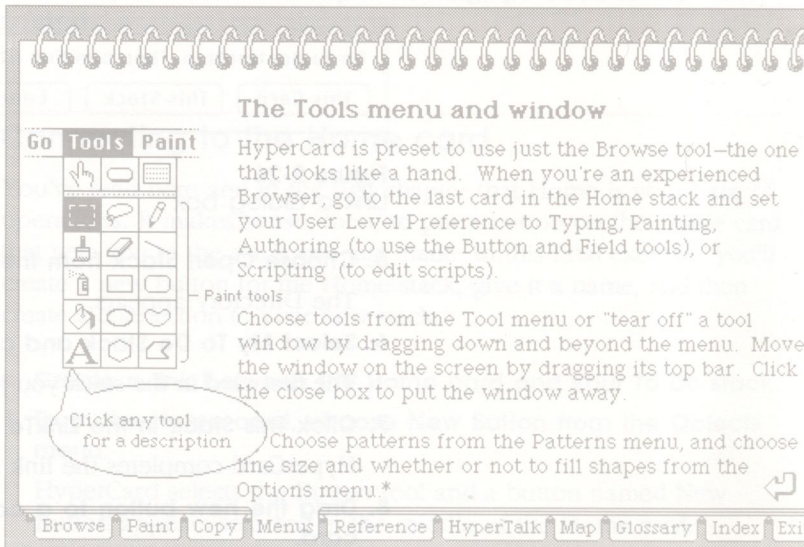 The Tools menu and window
Go Tools Paint
HyperCard is preset to use just the Browse tool—the one
that looks like a hand. When you're an experienced
Browser, go to the last card in the Home stack and set
your User Level Preference to Typing, Painting,
Authoring (to use the Button and Field tools), or
Scripting (to edit scripts).
Paint tools
A
Choose tools from the Tool menu or "tear off" a tool
window by dragging down and beyond the menu. Move
the window on the screen by dragging its top bar. Click
the close box to put the window away.
Click any tool
for a description
Choose patterns from the Patterns menu, and choose
line size and whether or not to fill shapes from the
Options menu.*
Browse Paint Copy Menus Reference HyperTalk Map Glossary Index Exi